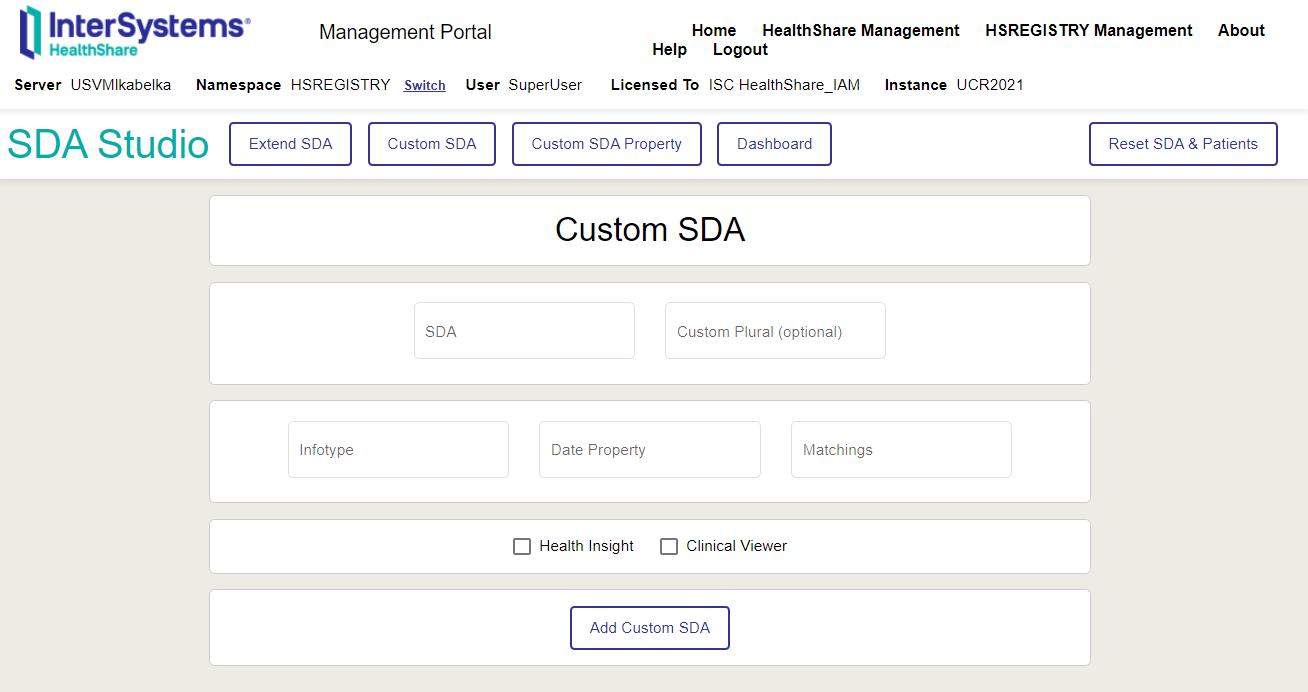 InterSystems®
HealthShare
Management Portal
Home HealthShare Management HSREGISTRY Management About
Help Logout
Server USVMIkabelka Namespace HSREGISTRY Switch User SuperUser Licensed To ISC HealthShare_IAM Instance UCR2021
SDA Studio Extend SDA Custom SDA Custom SDA Property Dashboard Reset SDA & Patients
Custom SDA
SDA Custom Plural (optional)
Infotype Date Property Matchings
Health Insight Clinical Viewer
Add Custom SDA